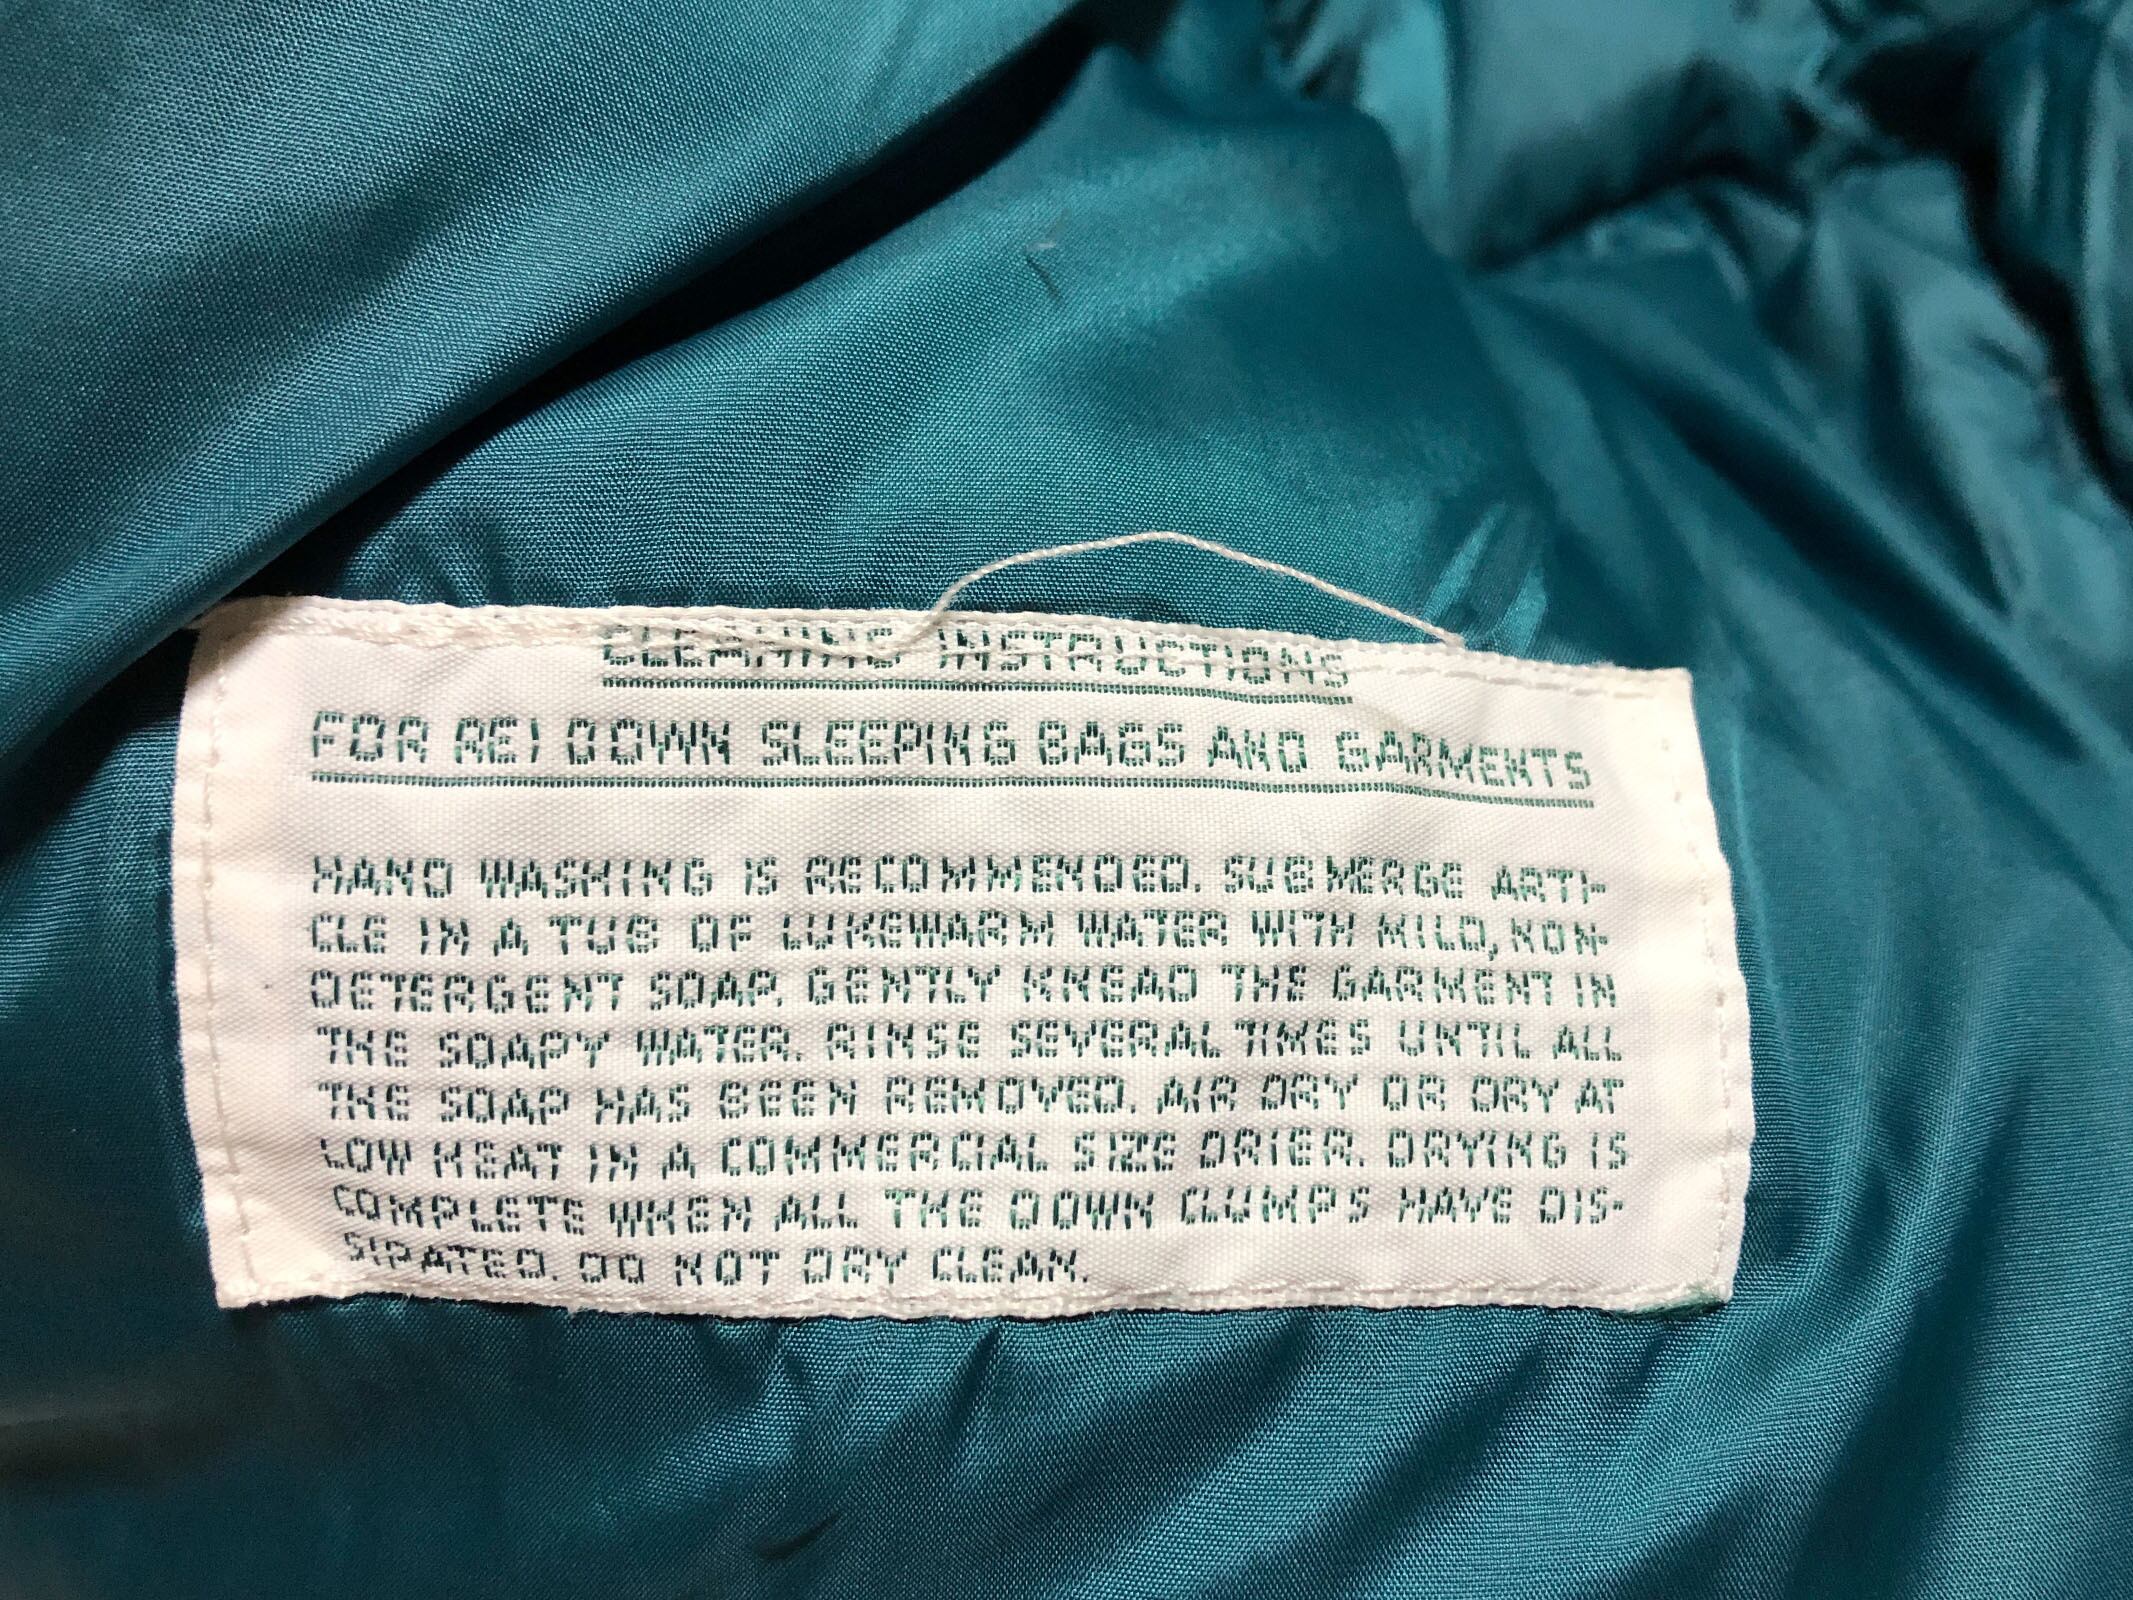 CLEANING INSTRUCTIONS
FOR REI DOWN SLEEPING BAGS AND GARMENTS
HAND WASHING IS RECOMMENDED. SUBMERGE ARTI-
CLE IN A TUB OF LUKEWARM WATER WITH MILD, NON-
DETERGENT SOAP. GENTLY KNEAD THE GARMENT IN
THE SOAPY WATER. RINSE SEVERAL TIMES UNTIL ALL
THE SOAP HAS BEEN REMOVED. AIR DRY OR DRY AT
LOW HEAT IN A COMMERCIAL SIZE DRIER. DRYING IS
COMPLETE WHEN ALL THE DOWN CLUMPS HAVE DIS-
SIPATED. DO NOT DRY CLEAN.